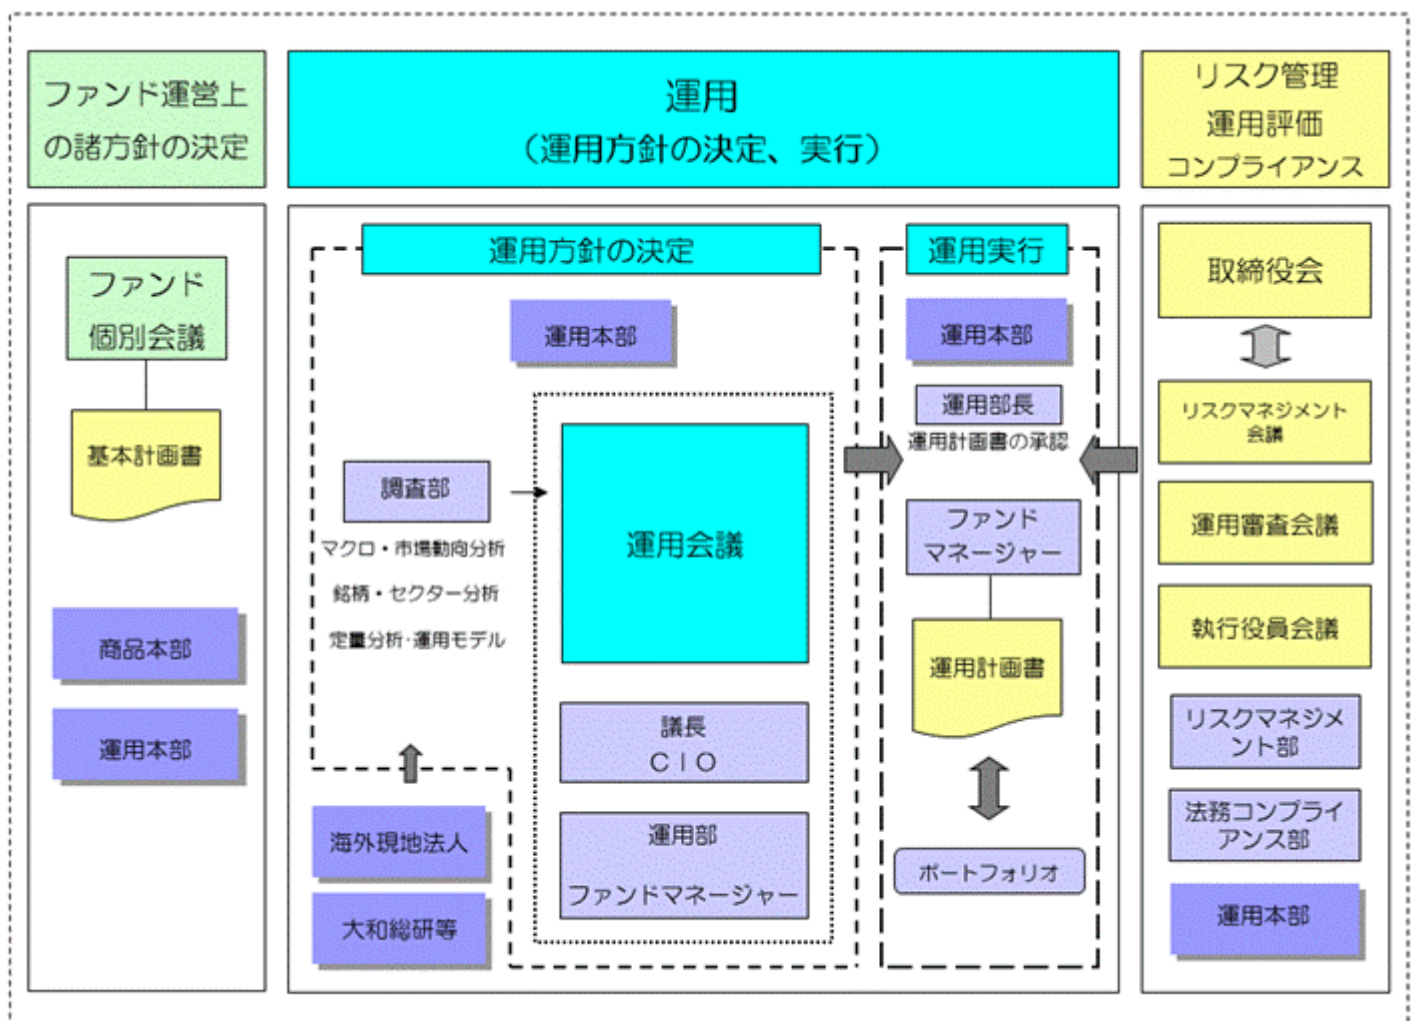 ファンド運営上
の諸方針の決定
運用
（運用方針の決定、実行）
リスク管理
運用評価
コンプライアンス
ファンド
個別会議
基本計画書
商品本部
運用本部
運用方針の決定
運用本部
調査部
マクロ・市場動向分析
銘柄・セクター分析
定量分析・運用モデル
運用会議
議長
ＣＩＯ
運用部
ファンドマネージャー
海外現地法人
大和総研等
運用実行
運用本部
運用部長
運用計画書の承認
ファンド
マネージャー
運用計画書
ポートフォリオ
取締役会
リスクマネジメント
会議
運用審査会議
執行役員会議
リスクマネジメ
ント部
法務コンプライ
アンス部
運用本部